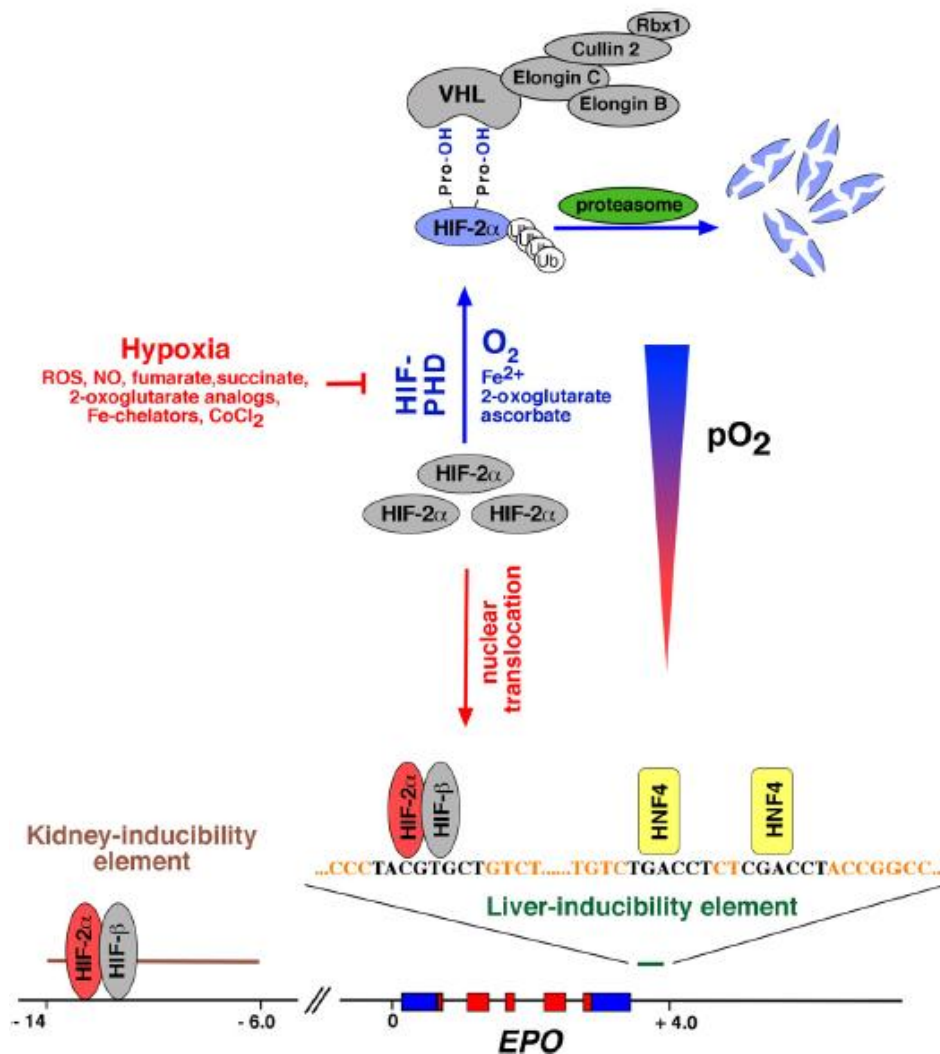 Rbx1
Cullin 2
Elongin C
VHL
Elongin B
Pro-OH
Pro-OH
proteasome
HIF-2α
Ub
Hypoxia
ROS, NO, fumarate,succinate,
2-oxoglutarate analogs,
Fe-chelators, CoCl2
HIF-
PHD
O2
Fe2+
2-oxoglutarate
ascorbate
pO2
HIF-2α
HIF-2α
HIF-2α
nuclear
translocation
HIF-2α
HIF-β
HNF4
HNF4
Kidney-inducibility
element
...CCCTACGTGCTGTCT......TGTCTGACCTCTCGACCTACCGGCC...
Liver-inducibility element
HIF-2α
HIF-β
- 14
- 6.0
0
+ 4.0
EPO